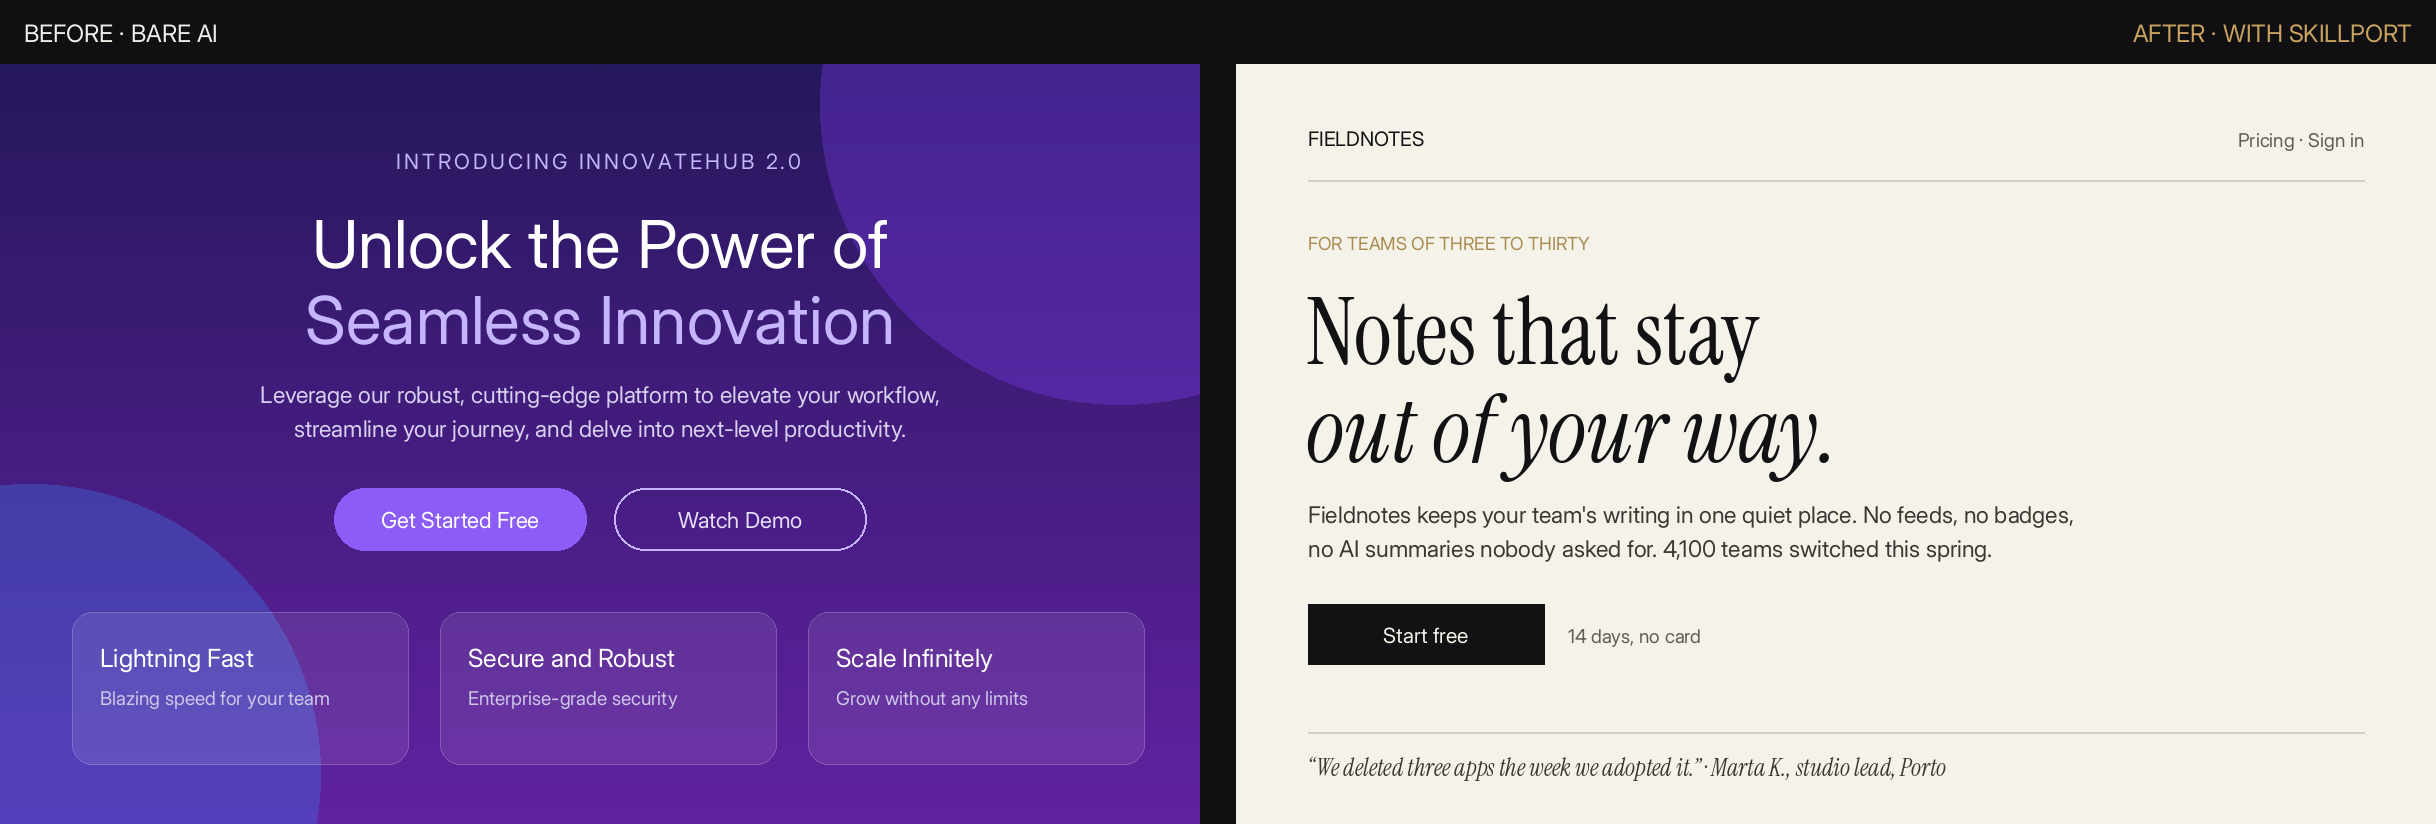 BEFORE · BARE AI
AFTER · WITH SKILLPORT
INTRODUCING INNOVATEHUB 2.0
Unlock the Power of
Seamless Innovation
Leverage our robust, cutting-edge platform to elevate your workflow,
streamline your journey, and delve into next-level productivity.
Get Started Free
Watch Demo
Lightning Fast
Blazing speed for your team
Secure and Robust
Enterprise-grade security
Scale Infinitely
Grow without any limits
FIELDNOTES
Pricing · Sign in
FOR TEAMS OF THREE TO THIRTY
Notes that stay
out of your way.
Fieldnotes keeps your team's writing in one quiet place. No feeds, no badges,
no AI summaries nobody asked for. 4,100 teams switched this spring.
Start free
14 days, no card
“We deleted three apps the week we adopted it.” · Marta K., studio lead, Porto